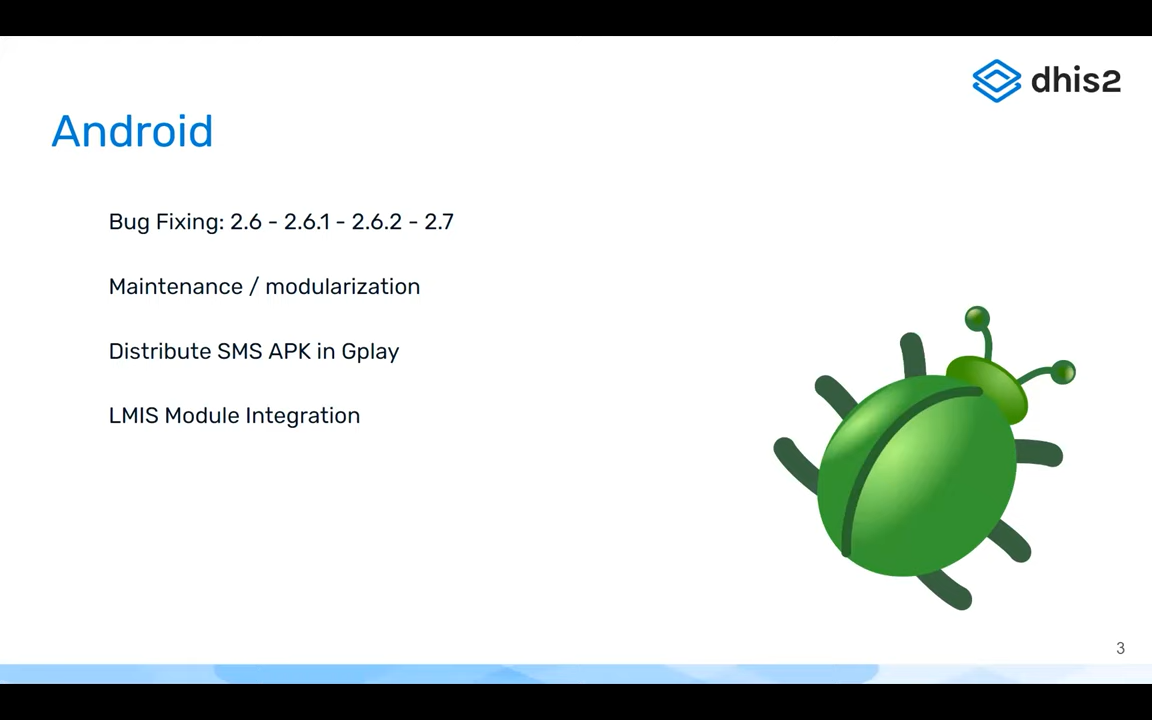 dhis2
Android
Bug Fixing: 2.6 - 2.6.1 - 2.6.2 - 2.7
Maintenance / modularization
Distribute SMS APK in Gplay
LMIS Module Integration
3